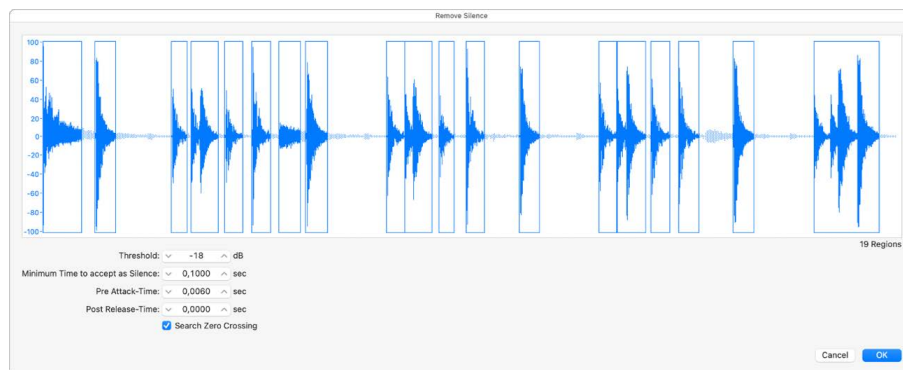 Remove Silence
100
80
60
40
20
0
-20
-40
-60
-80
-100
19 Regions
Threshold: -18 dB
Minimum Time to accept as Silence: 0,1000 sec
Pre Attack-Time: 0,0060 sec
Post Release-Time: 0,0000 sec
Search Zero Crossing
Cancel OK